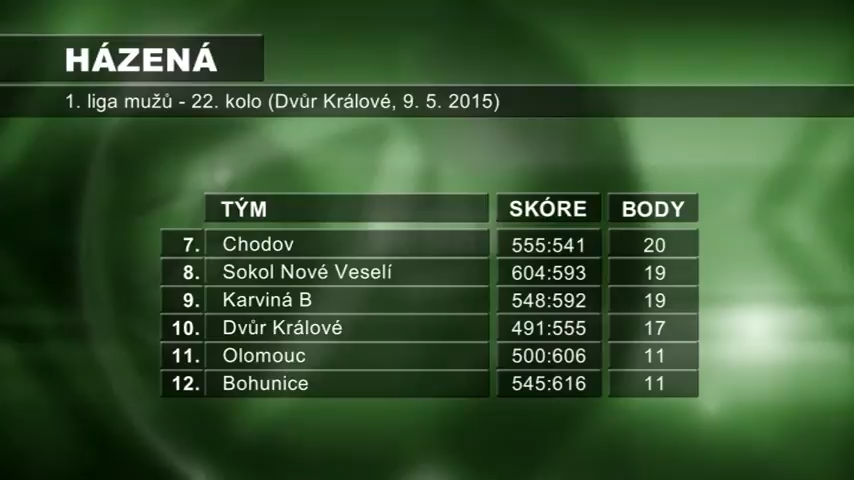 HÁZENÁ
1. liga mužů - 22. kolo (Dvůr Králové, 9. 5. 2015)
TÝM SKÓRE BODY
7. Chodov 555:541 20
8. Sokol Nové Veselí 604:593 19
9. Karviná B 548:592 19
10. Dvůr Králové 491:555 17
11. Olomouc 500:606 11
12. Bohunice 545:616 11